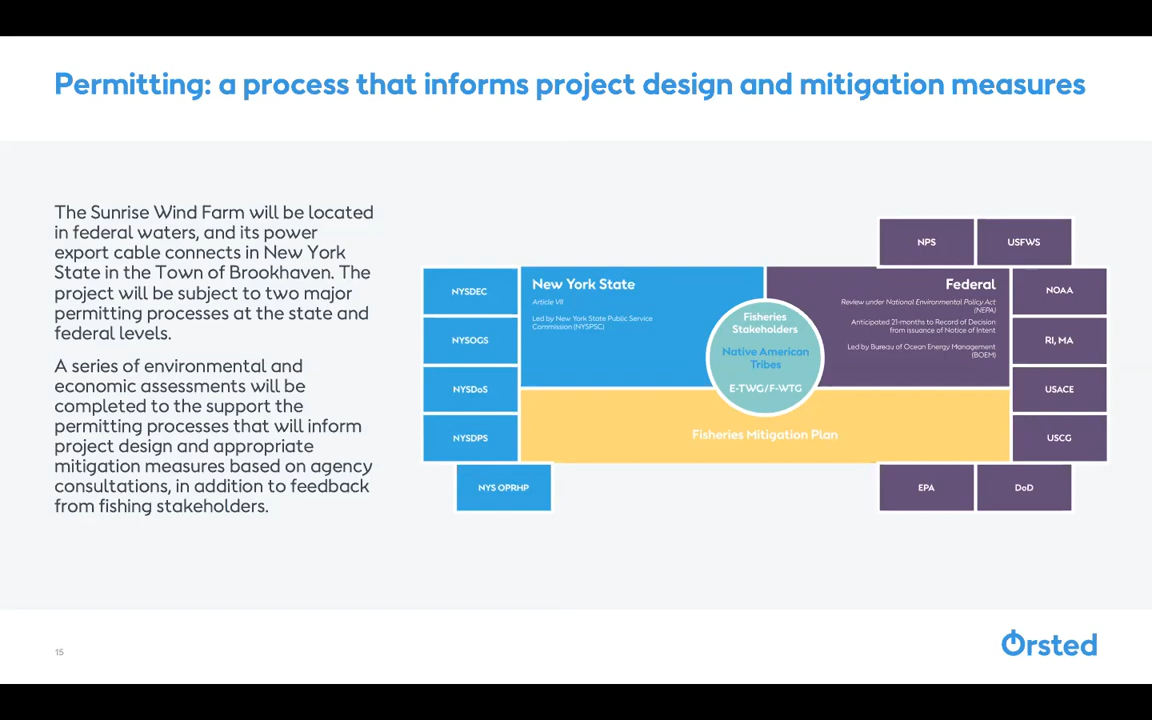 Permitting: a process that informs project design and mitigation measures
The Sunrise Wind Farm will be located
in federal waters, and its power
export cable connects in New York
State in the Town of Brookhaven. The
project will be subject to two major
permitting processes at the state and
federal levels.
A series of environmental and
economic assessments will be
completed to the support the
permitting processes that will inform
project design and appropriate
mitigation measures based on agency
consultations, in addition to feedback
from fishing stakeholders.
NYSDEC
NYSOGS
NYSDoS
NYSDPS
NYS OPRHP
New York State
Article VII
Led by New York State Public Service
Commission (NYSPSC)
Fisheries
Stakeholders
Native American
Tribes
E-TWG/F-WTG
Federal
Review under National Environmental Policy Act
(NEPA)
Anticipated 21-months to Record of Decision
from issuance of Notice of Intent
Led by Bureau of Ocean Energy Management
(BOEM)
Fisheries Mitigation Plan
NPS
USFWS
NOAA
RI, MA
USACE
USCG
EPA
DoD
15
Ørsted